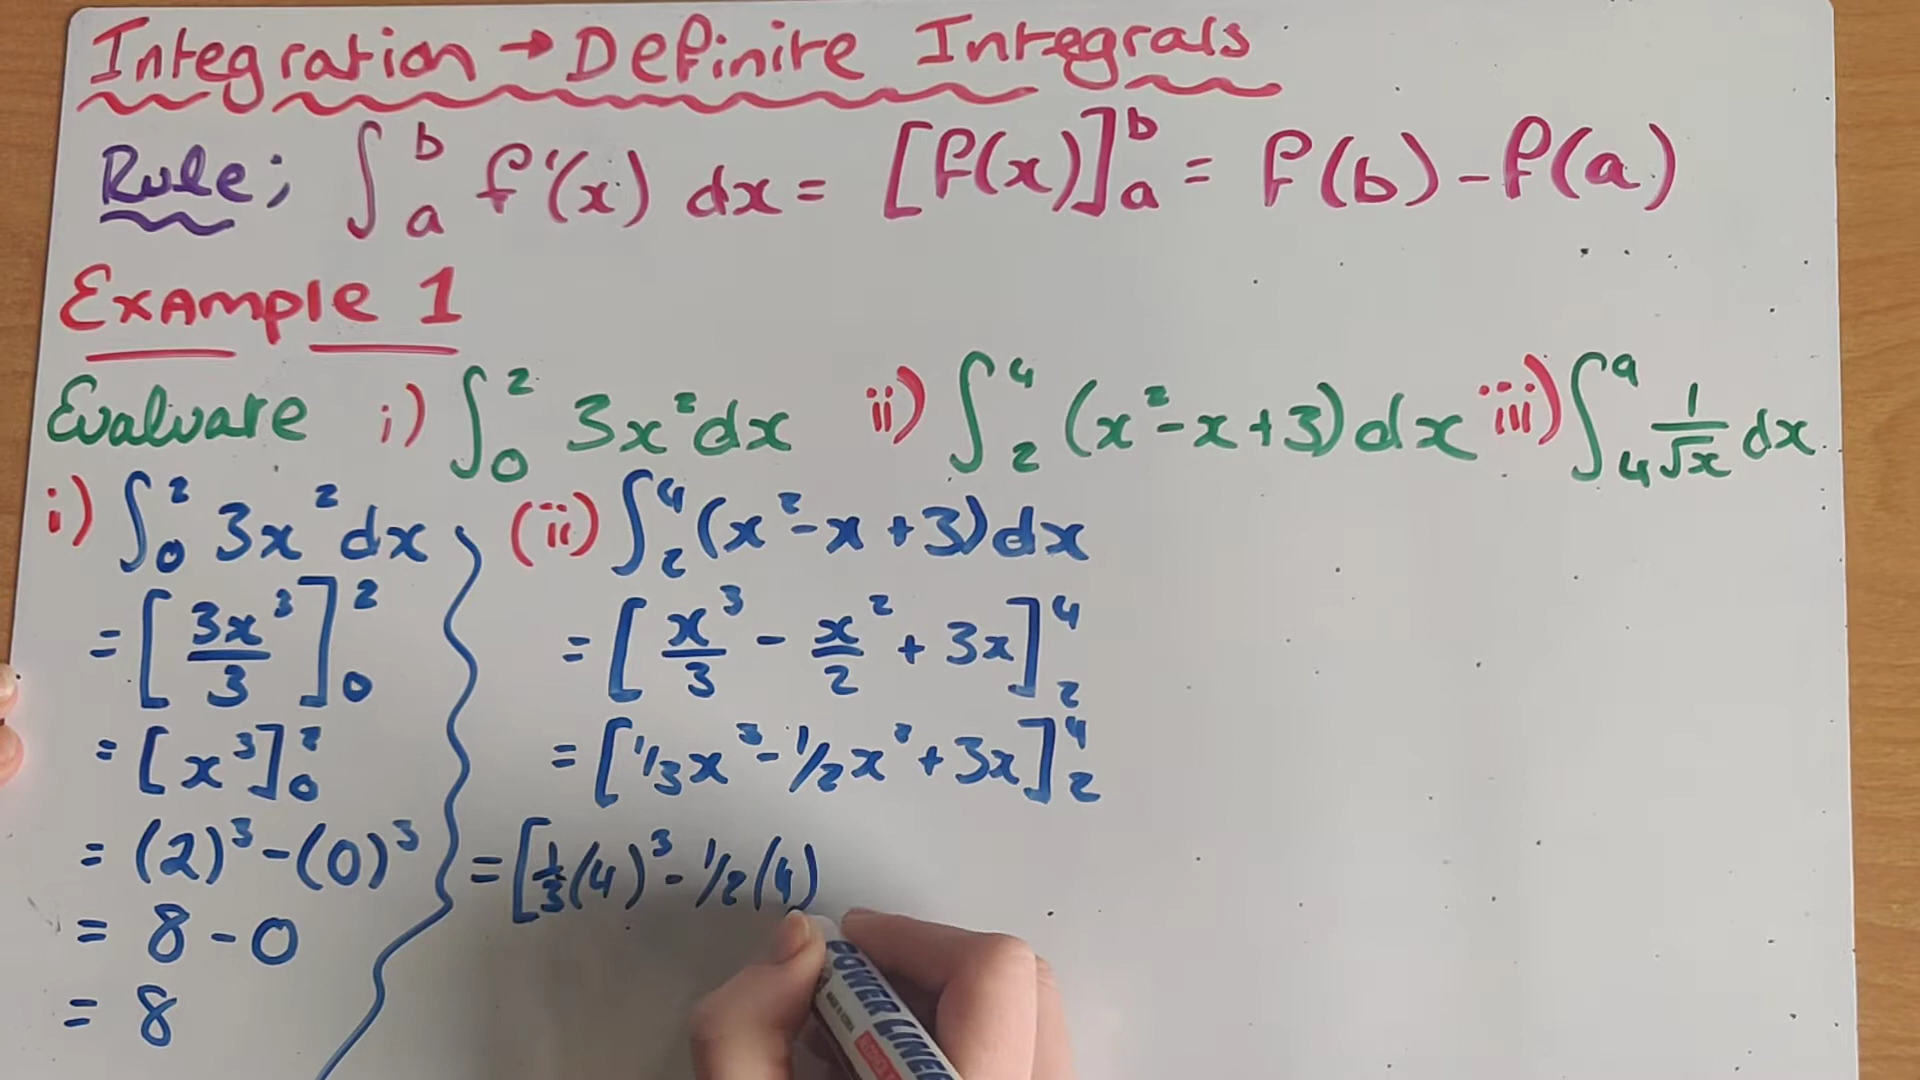 Integration → Definite Integrals
Rule; ∫ₐᵇ f'(x) dx = [f(x)]ₐᵇ = f(b) - f(a)
Example 1
Evaluate i) ∫₀² 3x² dx ii) ∫₂⁴ (x² - x + 3) dx iii) ∫₄⁹ 1/√x dx
i) ∫₀² 3x² dx
= [3x³/3]₀²
= [x³]₀²
= (2)³ - (0)³
= 8 - 0
= 8
(ii) ∫₂⁴ (x² - x + 3) dx
= [x³/3 - x²/2 + 3x]₂⁴
= [1/3x³ - 1/2x² + 3x]₂⁴
= [1/3(4)³ - 1/2(4)
POWER LINE